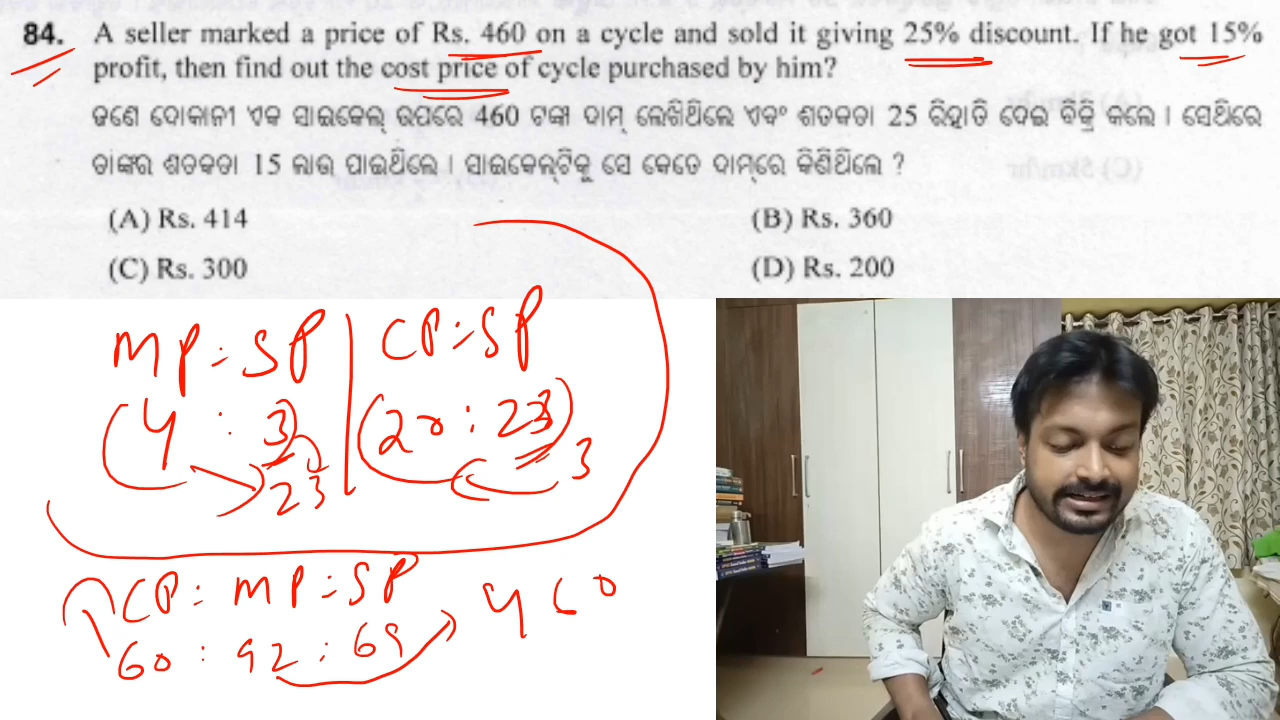 84. A seller marked a price of Rs. 460 on a cycle and sold it giving 25% discount. If he got 15%
profit, then find out the cost price of cycle purchased by him?
ଜଣେ ଦୋକାନୀ ଏକ ସାଇକେଲ୍ ଉପରେ 460 ଟଙ୍କା ଦାମ୍ ଲେଖିଥିଲେ ଏବଂ ଶତକଡା 25 ରିହାତି ଦେଇ ବିକ୍ରି କଲେ । ସେଥିରେ
ତାଙ୍କର ଶତକଡା 15 ଲାଭ ପାଇଥିଲେ । ସାଇକେଲ୍‌ଟିକୁ ସେ କେତେ ଦାମ୍‌ରେ କିଣିଥିଲେ ?
(A) Rs. 414 (B) Rs. 360
(C) Rs. 300 (D) Rs. 200
MP : SP | CP : SP
(4 : 3) (20 : 23)
23 3
CP : MP : SP
60 : 92 : 69 460